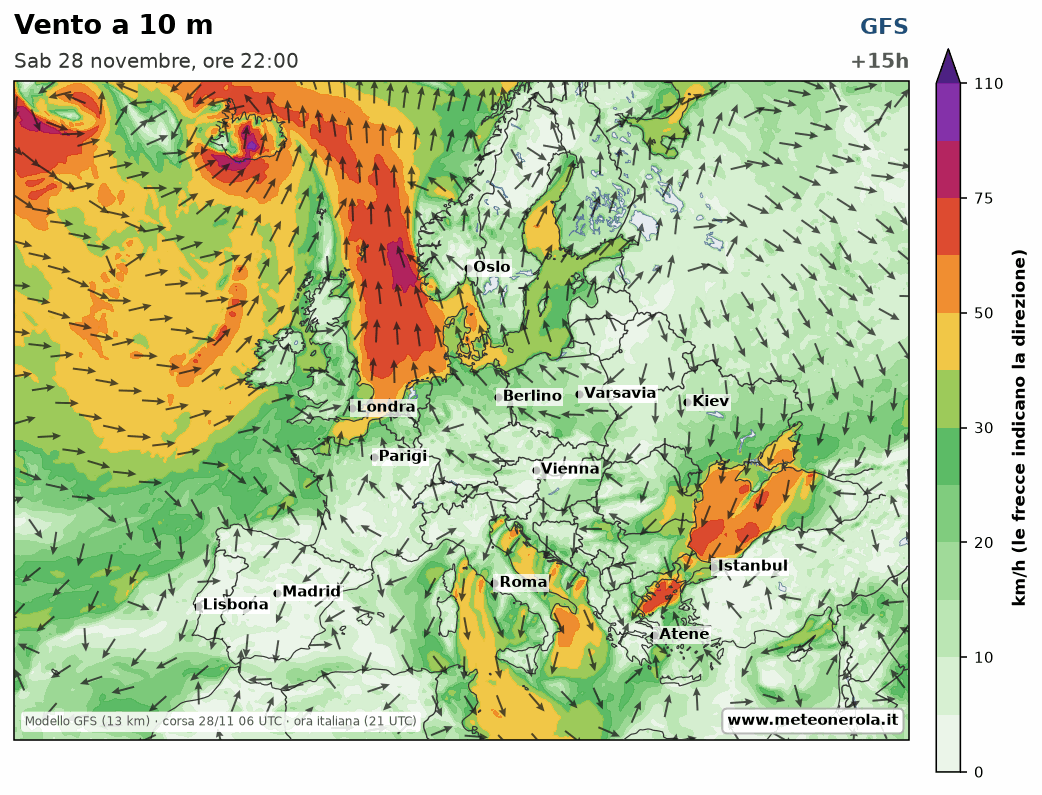 Vento a 10 m
GFS
Sab 28 novembre, ore 22:00
+15h
110
75
50
30
20
10
0
km/h (le frecce indicano la direzione)
Oslo
Londra
Berlino
Varsavia
Kiev
Parigi
Vienna
Istanbul
Roma
Madrid
Lisbona
Atene
Modello GFS (13 km) · corsa 28/11 06 UTC · ora italiana (21 UTC)
www.meteonerola.it